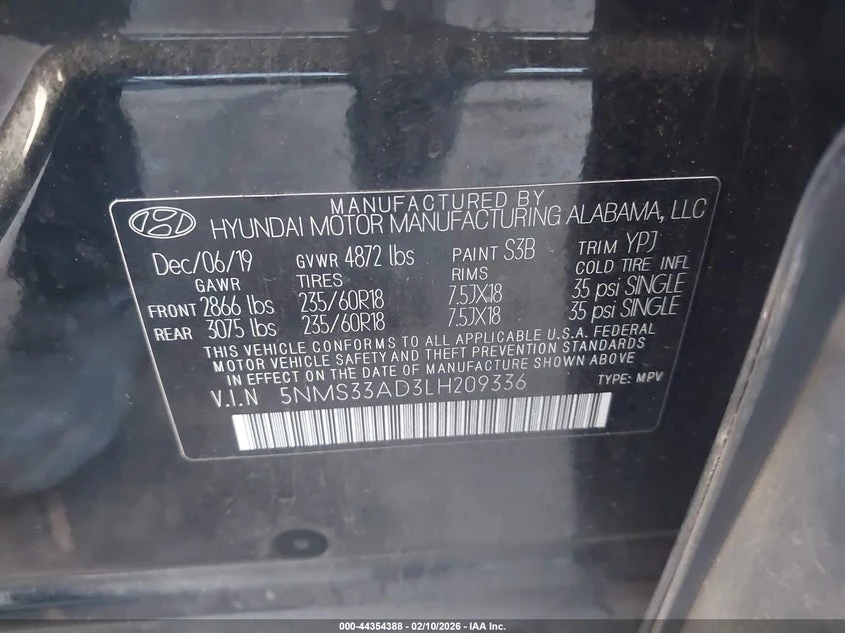 MANUFACTURED BY
HYUNDAI MOTOR MANUFACTURING ALABAMA, LLC
Dec/06/19 GVWR 4872 lbs PAINT S3B TRIM YPJ
GAWR TIRES RIMS COLD TIRE INFL
FRONT 2866 lbs 235/60R18 7.5JX18 35 psi SINGLE
REAR 3075 lbs 235/60R18 7.5JX18 35 psi SINGLE
THIS VEHICLE CONFORMS TO ALL APPLICABLE U.S.A. FEDERAL
MOTOR VEHICLE SAFETY AND THEFT PREVENTION STANDARDS
IN EFFECT ON THE DATE OF MANUFACTURE SHOWN ABOVE
V.I.N 5NMS33AD3LH209336 TYPE: MPV
000-44354388 - 02/10/2026 - IAA Inc.